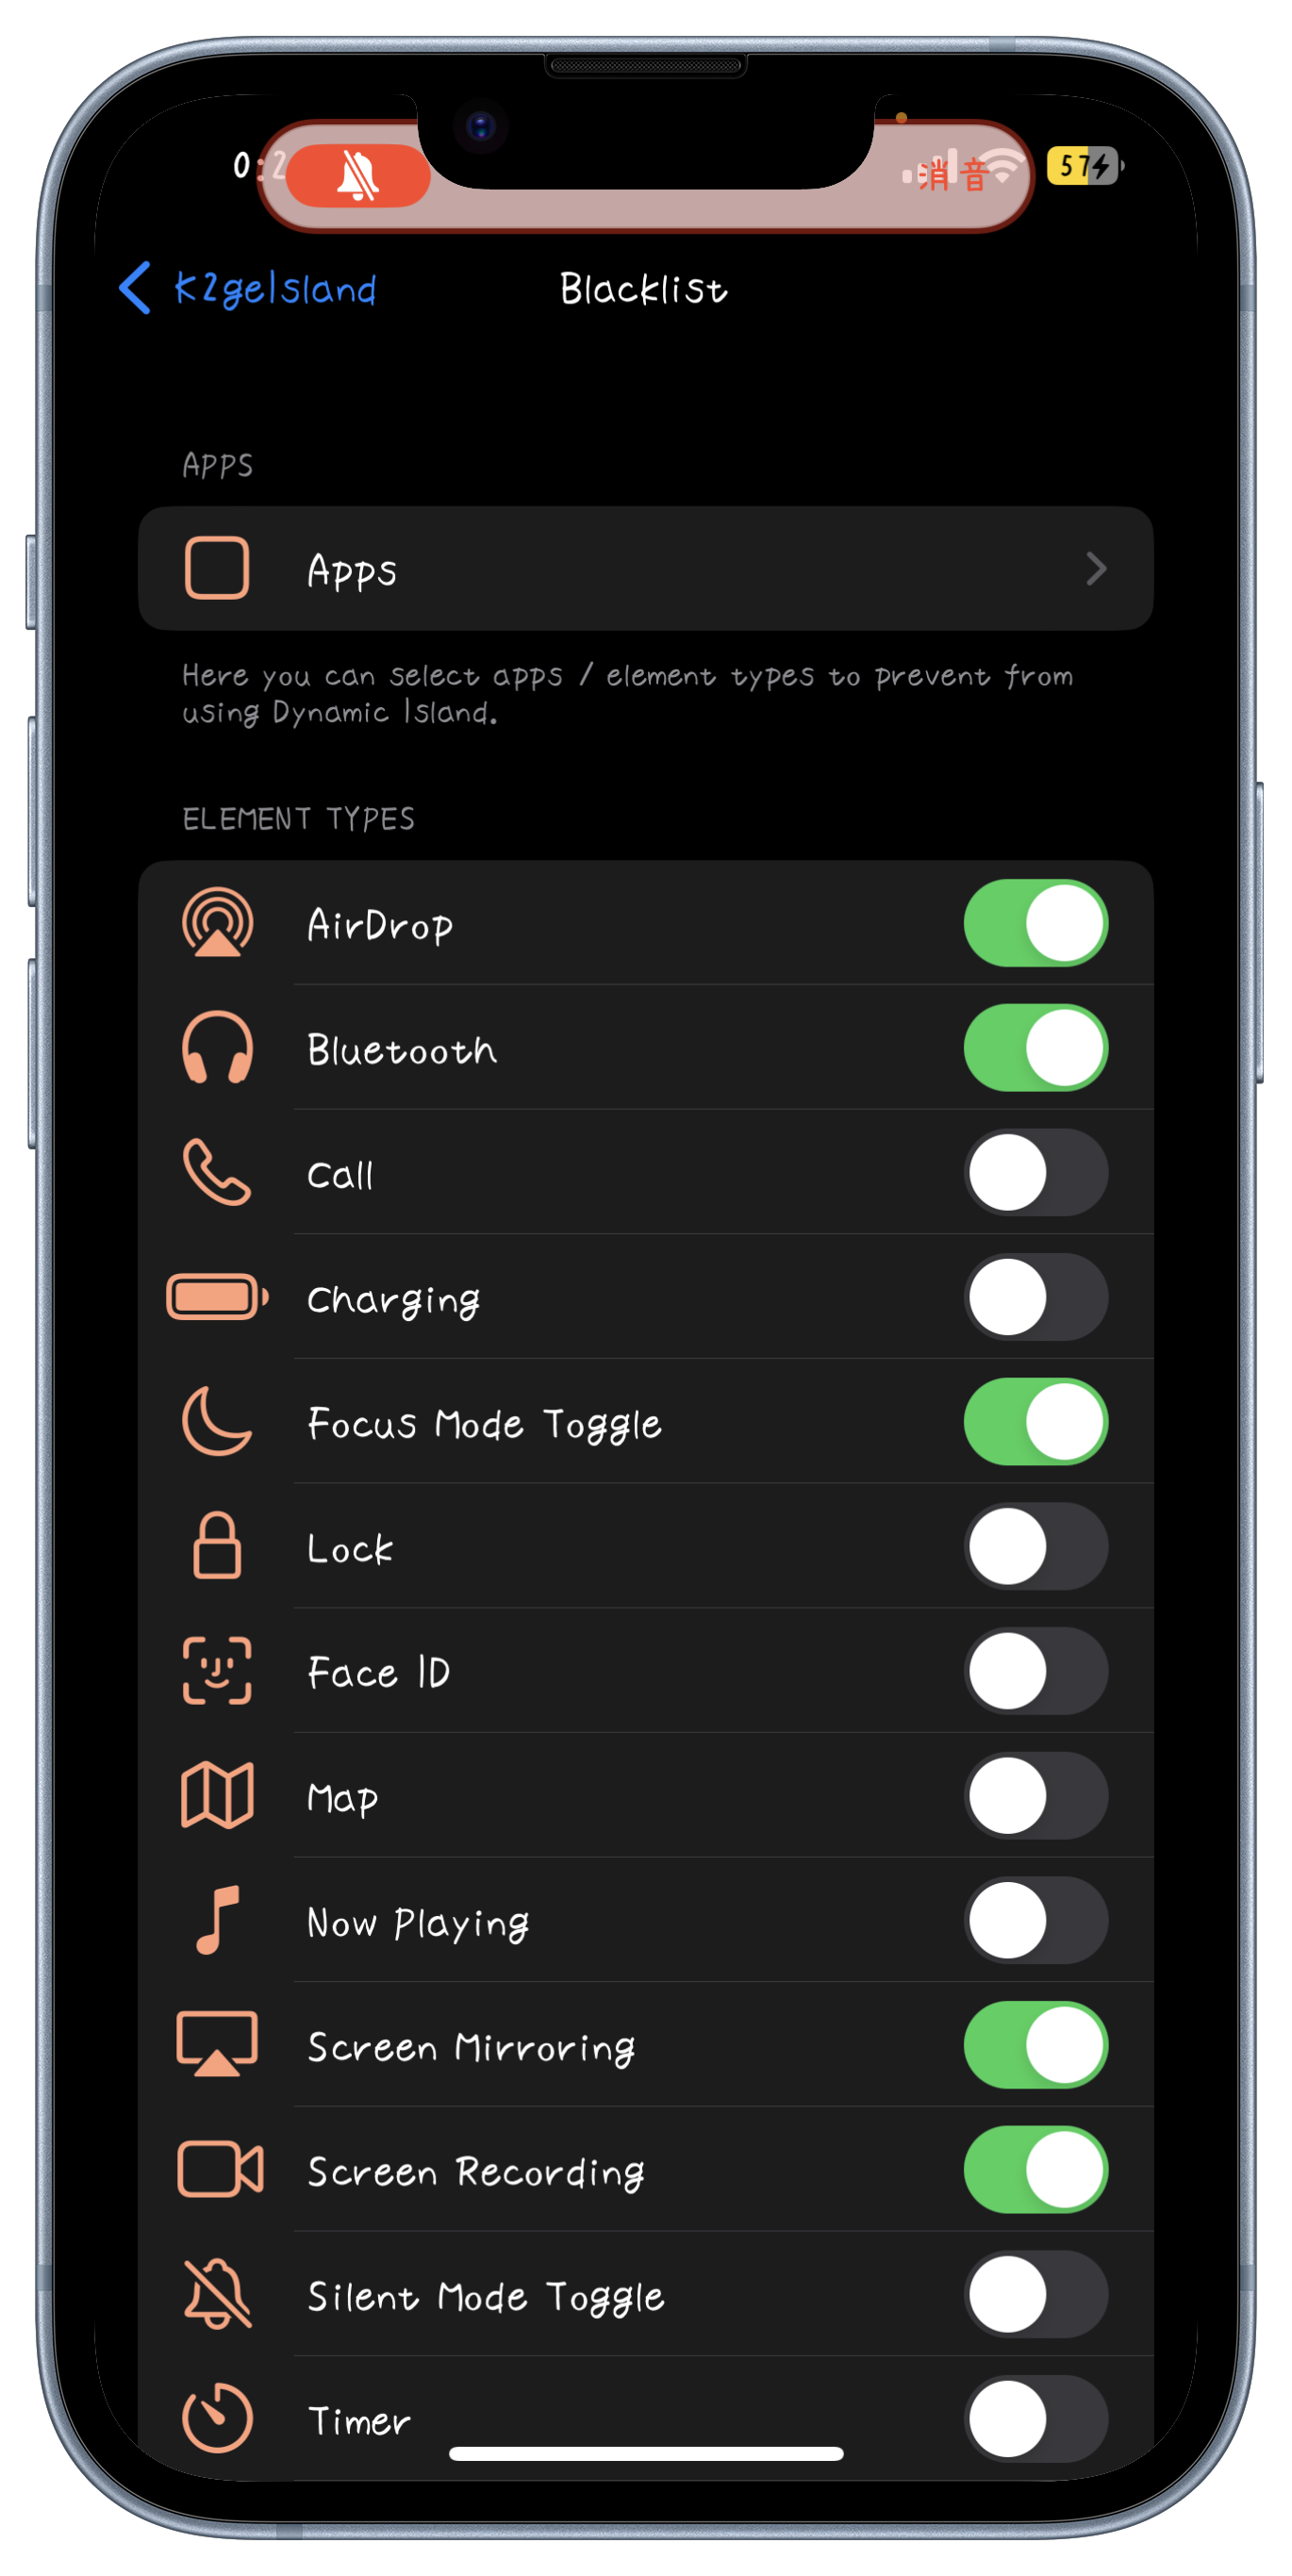 消音
57
K2geIsland
Blacklist
APPS
Apps
Here you can select apps / element types to prevent from
using Dynamic Island.
ELEMENT TYPES
AirDrop
Bluetooth
Call
Charging
Focus Mode Toggle
Lock
Face ID
Map
Now Playing
Screen Mirroring
Screen Recording
Silent Mode Toggle
Timer